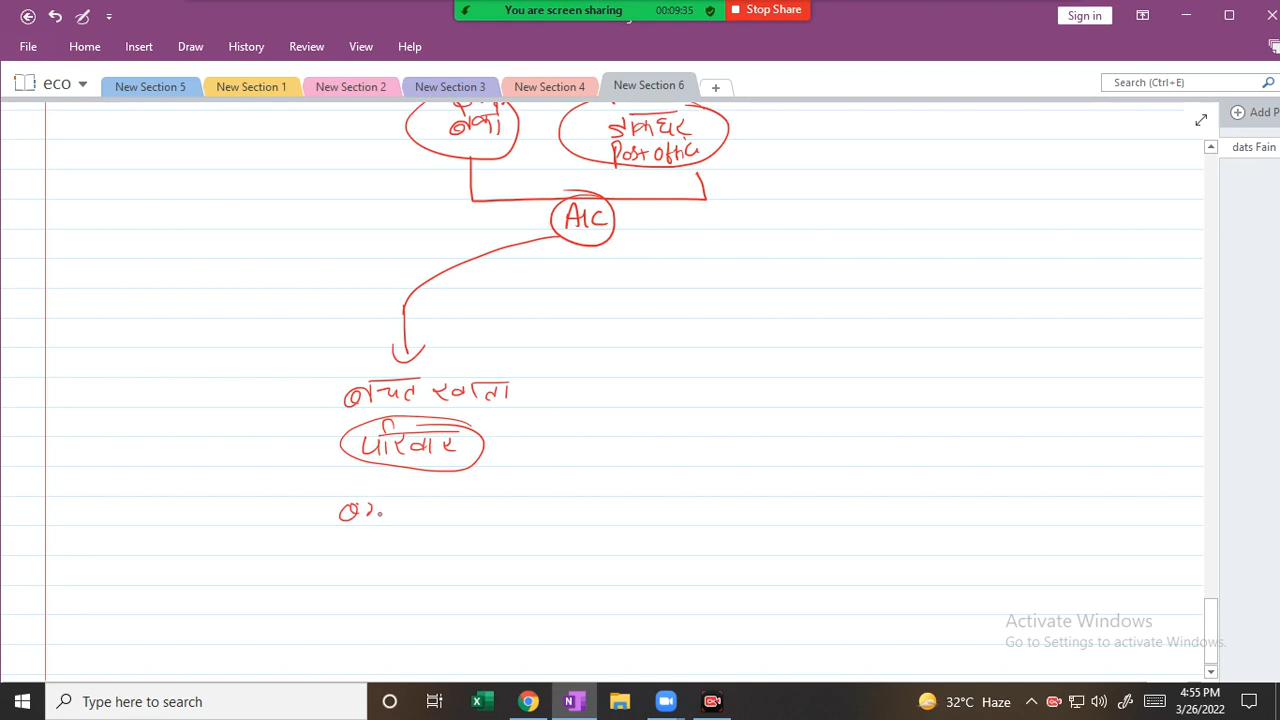 You are screen sharing 00:09:35 Stop Share
Sign in
File Home Insert Draw History Review View Help
eco New Section 5 New Section 1 New Section 2 New Section 3 New Section 4 New Section 6
Search (Ctrl+E)
Add P
dats Fain
डाकघर
Post office
A/C
बचत खाता
परिवार
Activate Windows
Go to Settings to activate Windows.
Type here to search
32°C Haze
4:55 PM
3/26/2022